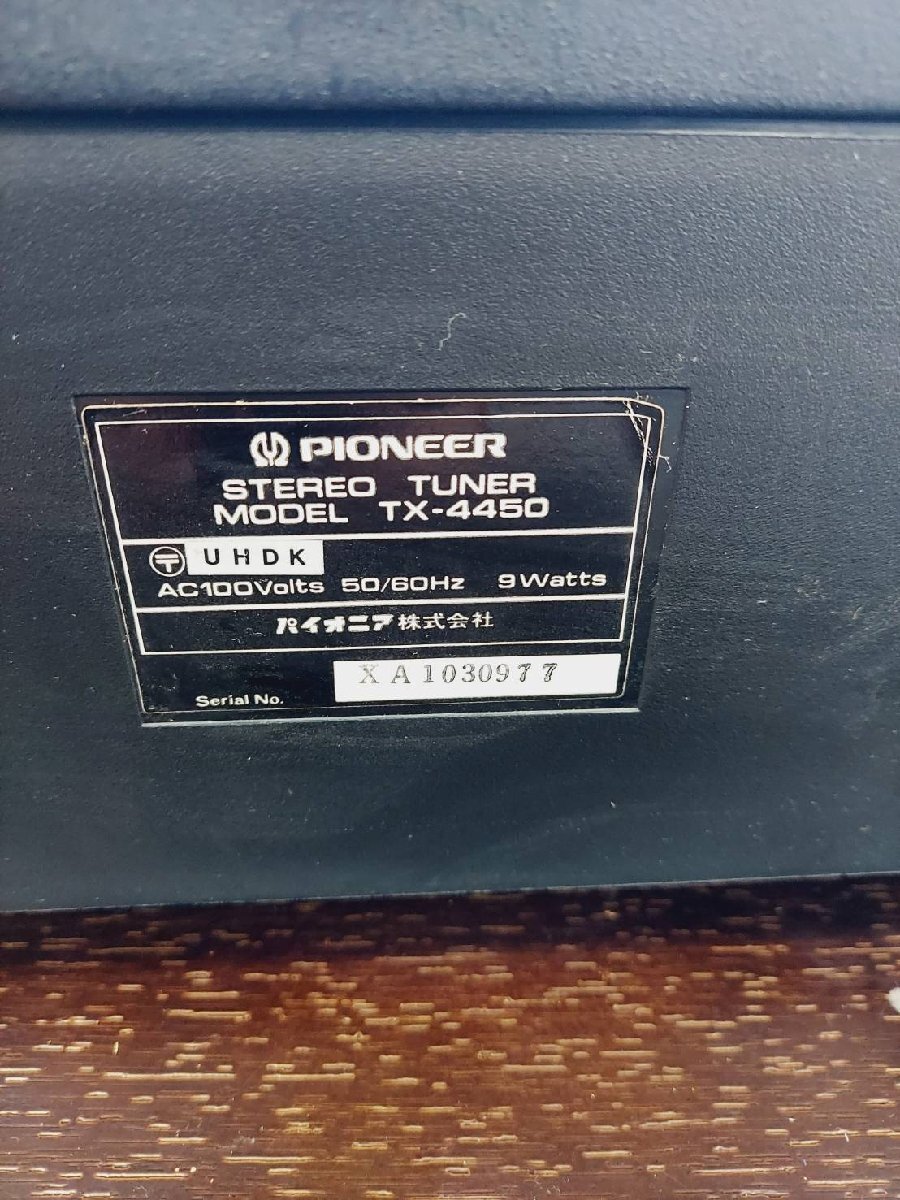 PIONEER
STEREO TUNER
MODEL TX-4450
〒 UHDK
AC100Volts 50/60Hz 9Watts
パイオニア株式会社
Serial No. XA1030977